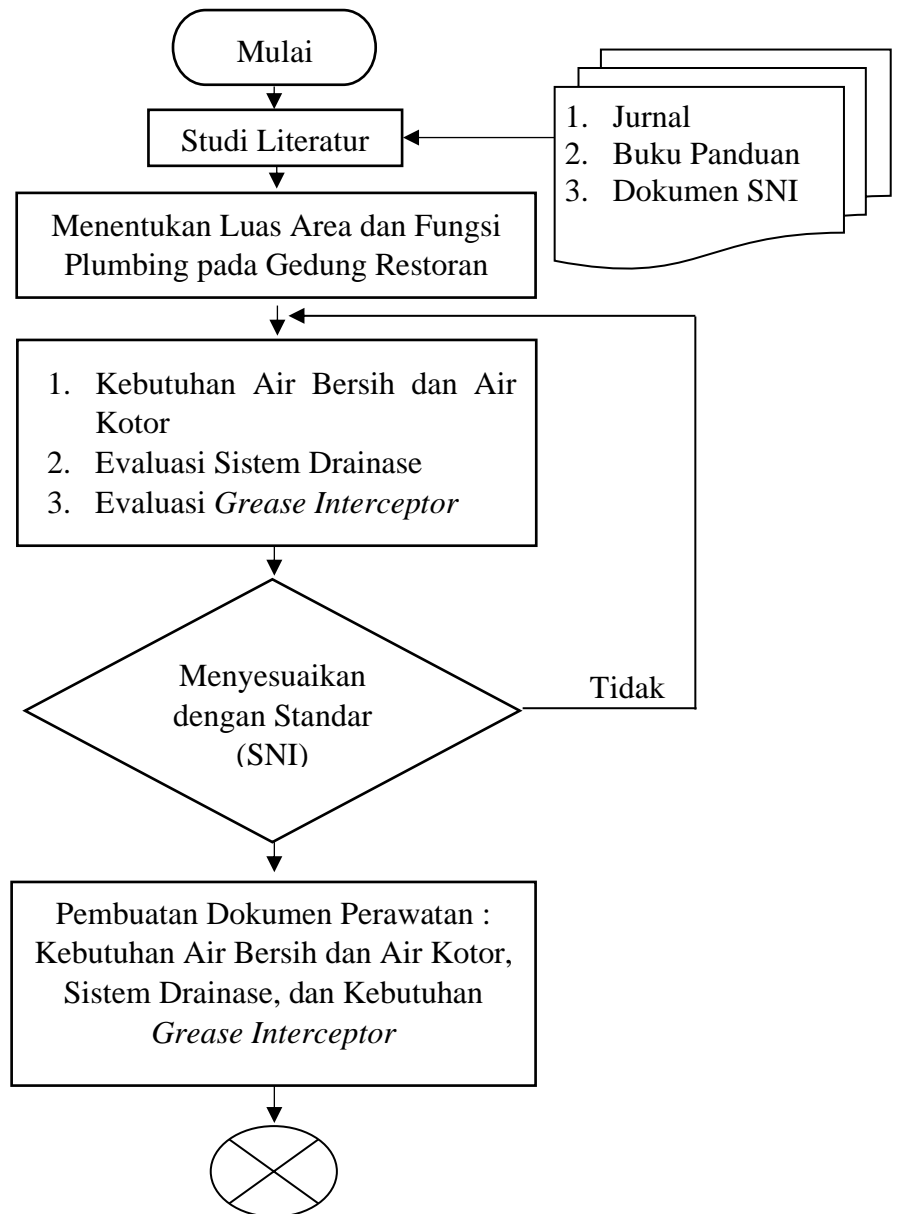 Mulai
Studi Literatur
1. Jurnal
2. Buku Panduan
3. Dokumen SNI
Menentukan Luas Area dan Fungsi
Plumbing pada Gedung Restoran
1. Kebutuhan Air Bersih dan Air
Kotor
2. Evaluasi Sistem Drainase
3. Evaluasi Grease Interceptor
Menyesuaikan
dengan Standar
(SNI)
Tidak
Pembuatan Dokumen Perawatan :
Kebutuhan Air Bersih dan Air Kotor,
Sistem Drainase, dan Kebutuhan
Grease Interceptor